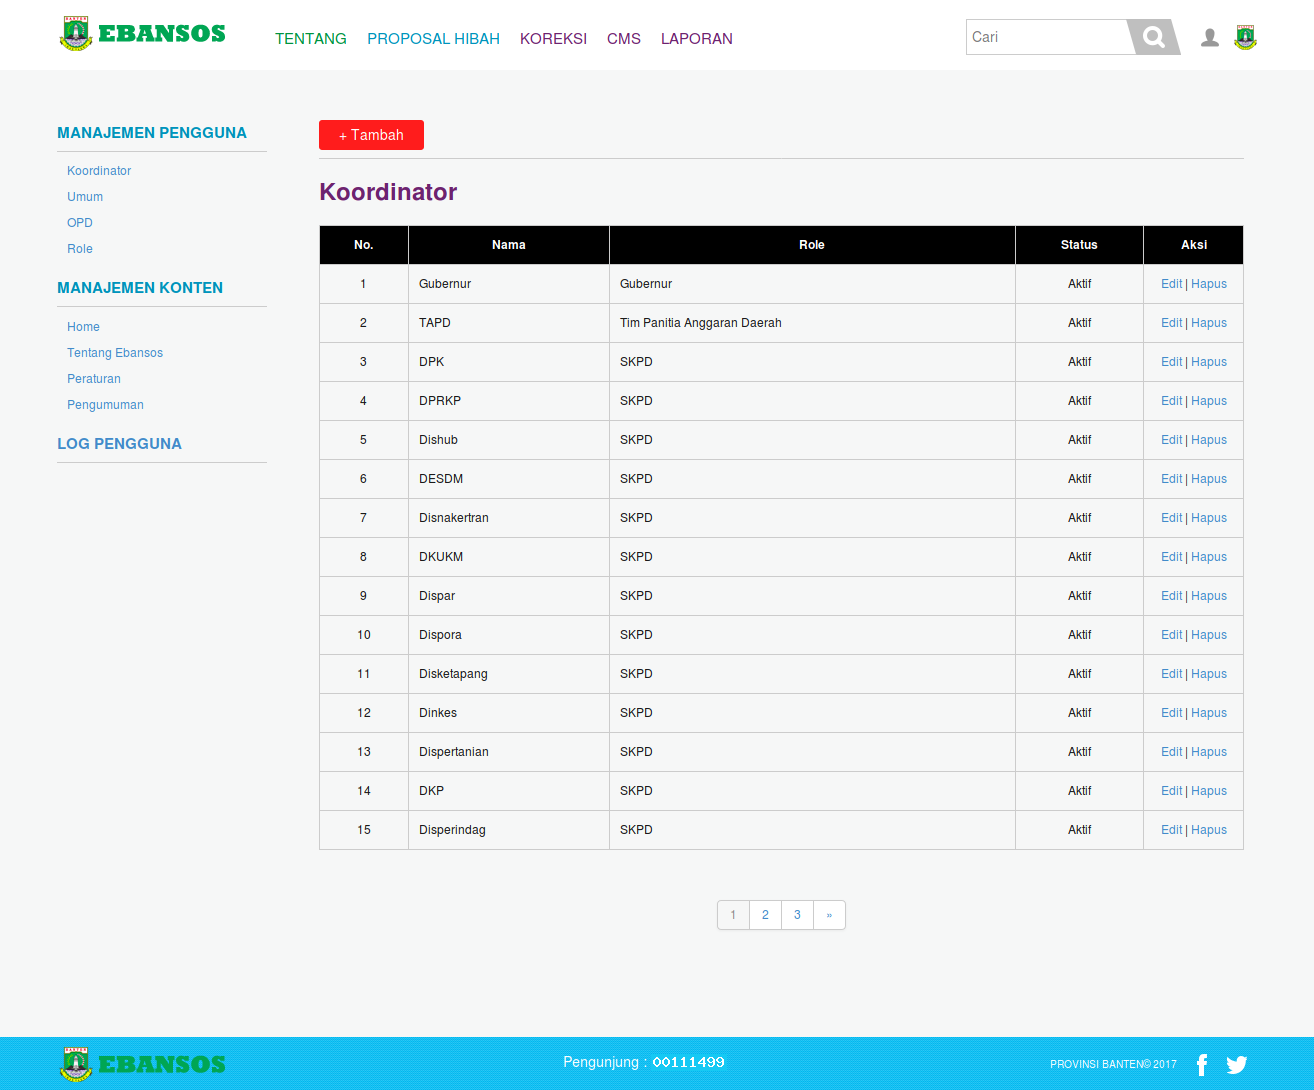 BANTEN
EBANSOS
TENTANG PROPOSAL HIBAH KOREKSI CMS LAPORAN
Cari
MANAJEMEN PENGGUNA
Koordinator
Umum
OPD
Role
MANAJEMEN KONTEN
Home
Tentang Ebansos
Peraturan
Pengumuman
LOG PENGGUNA
+ Tambah
Koordinator
No. Nama Role Status Aksi
1 Gubernur Gubernur Aktif Edit | Hapus
2 TAPD Tim Panitia Anggaran Daerah Aktif Edit | Hapus
3 DPK SKPD Aktif Edit | Hapus
4 DPRKP SKPD Aktif Edit | Hapus
5 Dishub SKPD Aktif Edit | Hapus
6 DESDM SKPD Aktif Edit | Hapus
7 Disnakertran SKPD Aktif Edit | Hapus
8 DKUKM SKPD Aktif Edit | Hapus
9 Dispar SKPD Aktif Edit | Hapus
10 Dispora SKPD Aktif Edit | Hapus
11 Disketapang SKPD Aktif Edit | Hapus
12 Dinkes SKPD Aktif Edit | Hapus
13 Dispertanian SKPD Aktif Edit | Hapus
14 DKP SKPD Aktif Edit | Hapus
15 Disperindag SKPD Aktif Edit | Hapus
1 2 3 »
BANTEN
EBANSOS
Pengunjung : 00111499
PROVINSI BANTEN© 2017